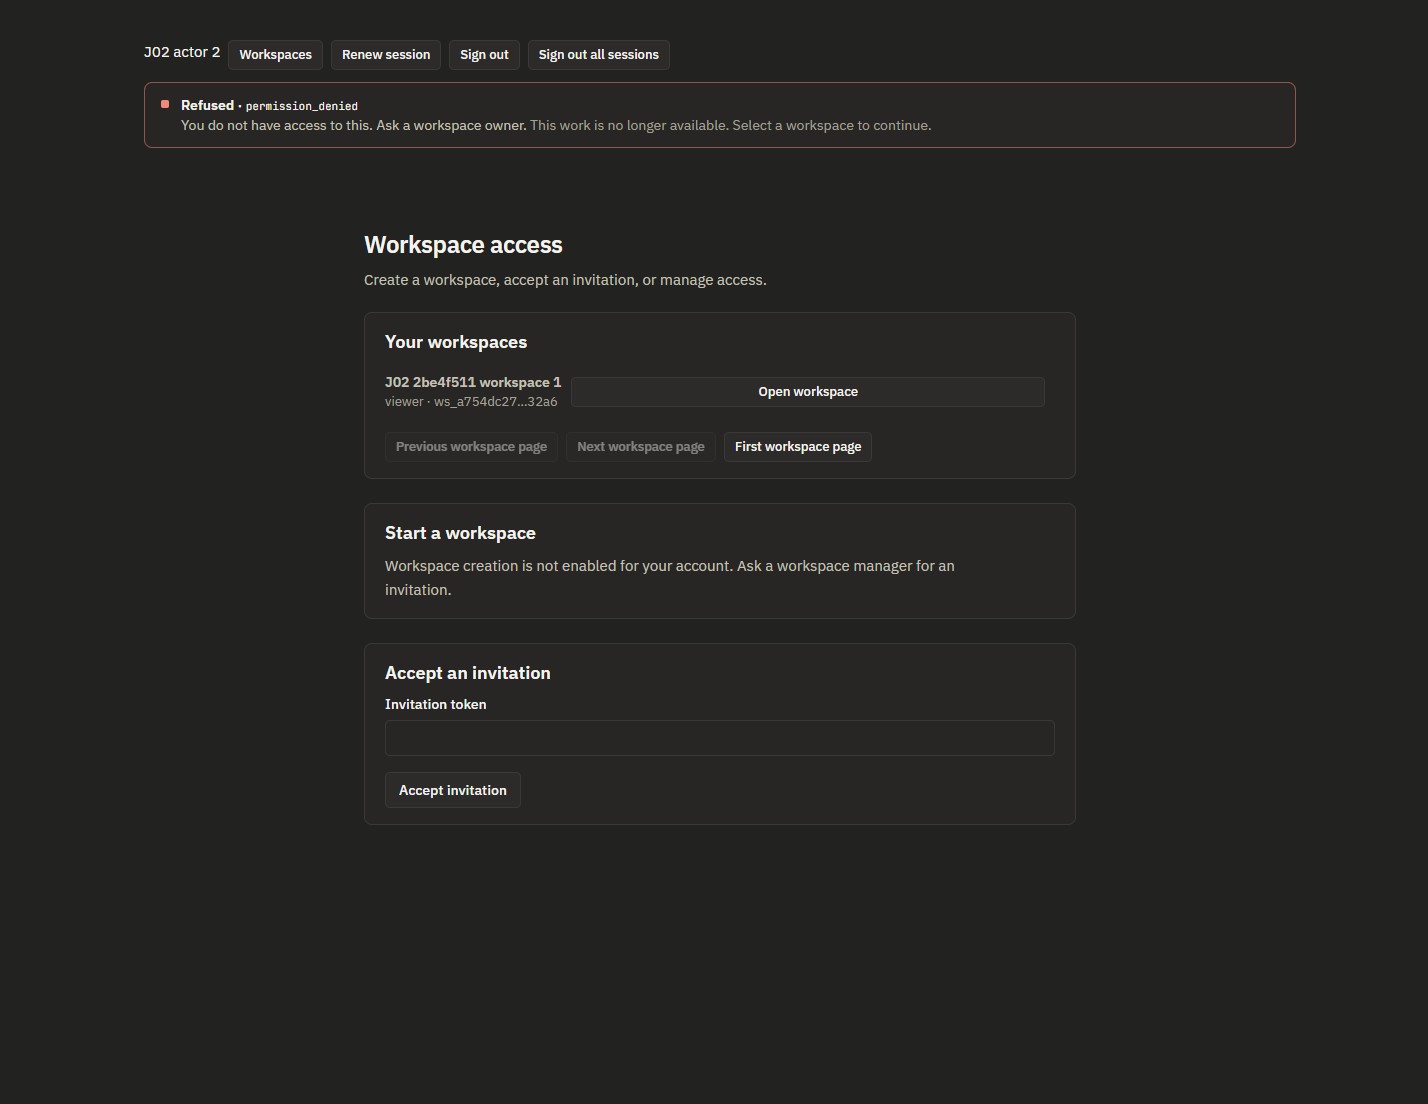 J02 actor 2 Workspaces Renew session Sign out Sign out all sessions
Refused · permission_denied
You do not have access to this. Ask a workspace owner. This work is no longer available. Select a workspace to continue.
Workspace access
Create a workspace, accept an invitation, or manage access.
Your workspaces
J02 2be4f511 workspace 1
viewer · ws_a754dc27…32a6
Open workspace
Previous workspace page Next workspace page First workspace page
Start a workspace
Workspace creation is not enabled for your account. Ask a workspace manager for an
invitation.
Accept an invitation
Invitation token
Accept invitation